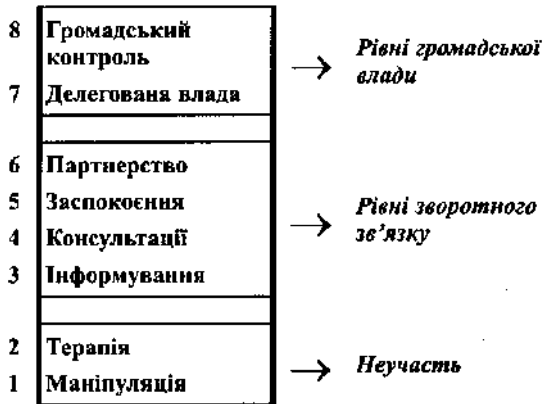 8 Громадський
контроль
7 Делегована влада
Рівні громадської
влади
6 Партнерство
5 Заспокоєння
4 Консультації
3 Інформування
Рівні зворотного
зв’язку
2 Терапія
1 Маніпуляція
Неучасть